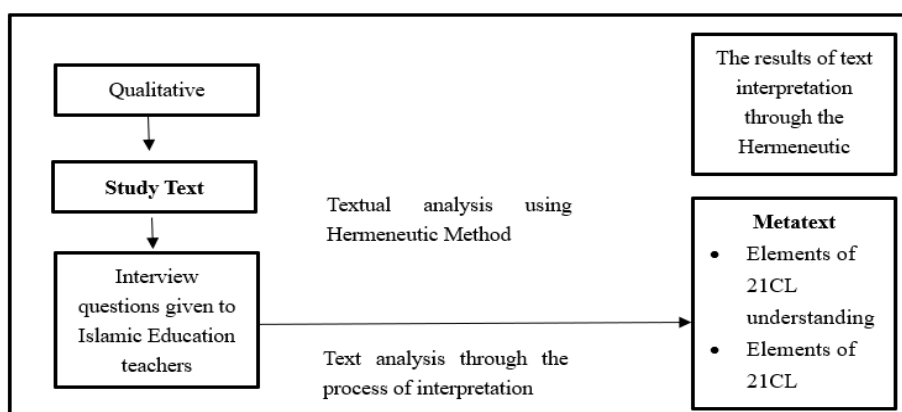 Qualitative
Study Text
Interview
questions given to
Islamic Education
teachers
Textual analysis using
Hermeneutic Method
Text analysis through the
process of interpretation
The results of text
interpretation
through the
Hermeneutic
Metatext
• Elements of
21CL
understanding
• Elements of
21CL